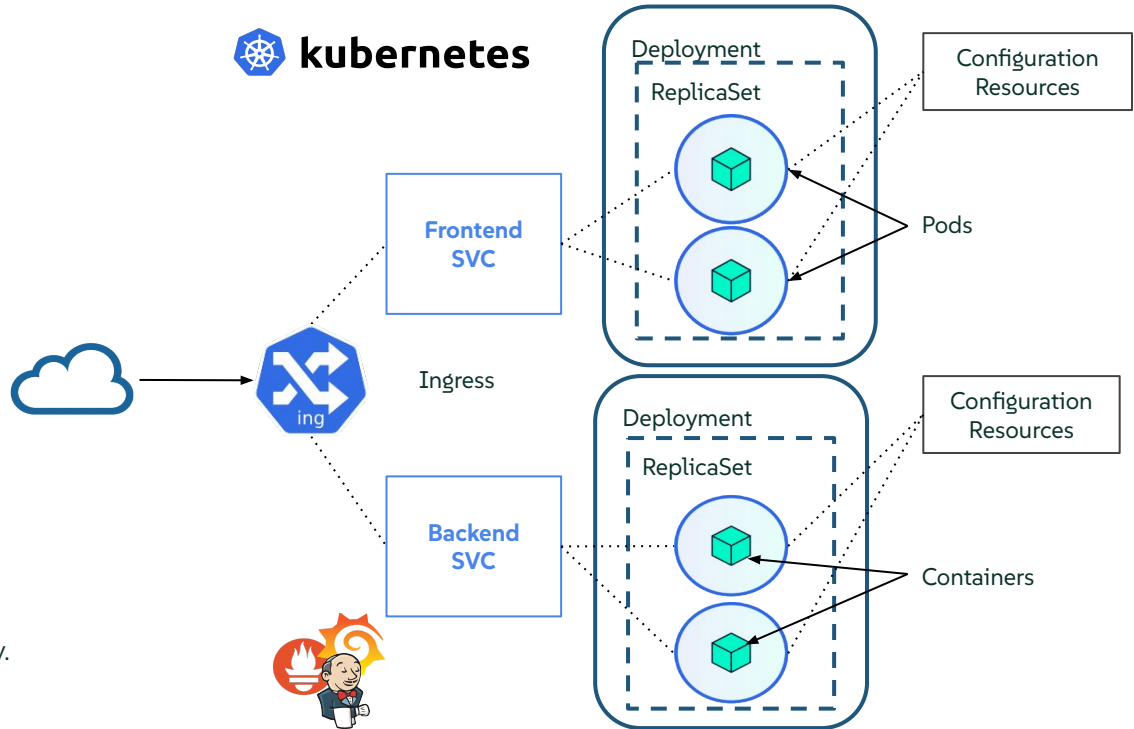 kubernetes
Deployment
ReplicaSet
Configuration
Resources
Frontend
SVC
Pods
Ingress
ing
Deployment
ReplicaSet
Configuration
Resources
Backend
SVC
Containers
y.